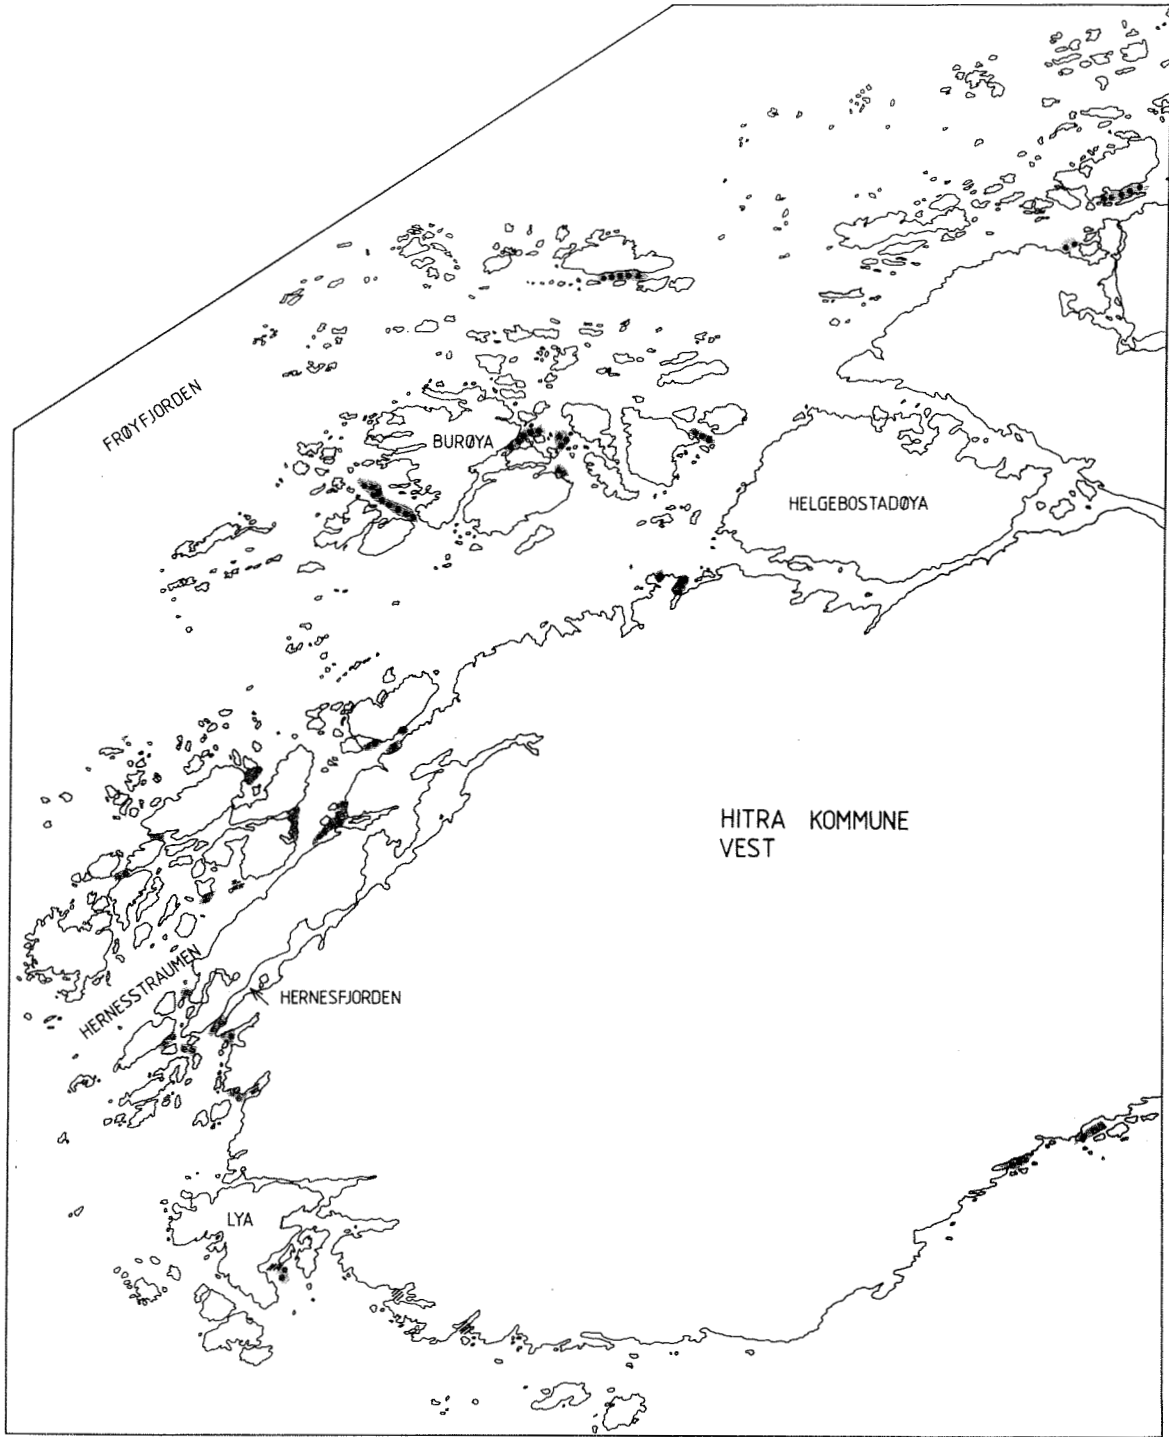 FRØYFJORDEN
BURØYA
HELGEBOSTADØYA
HITRA KOMMUNE
VEST
HERNESSTRAUMEN
HERNESFJORDEN
LYA